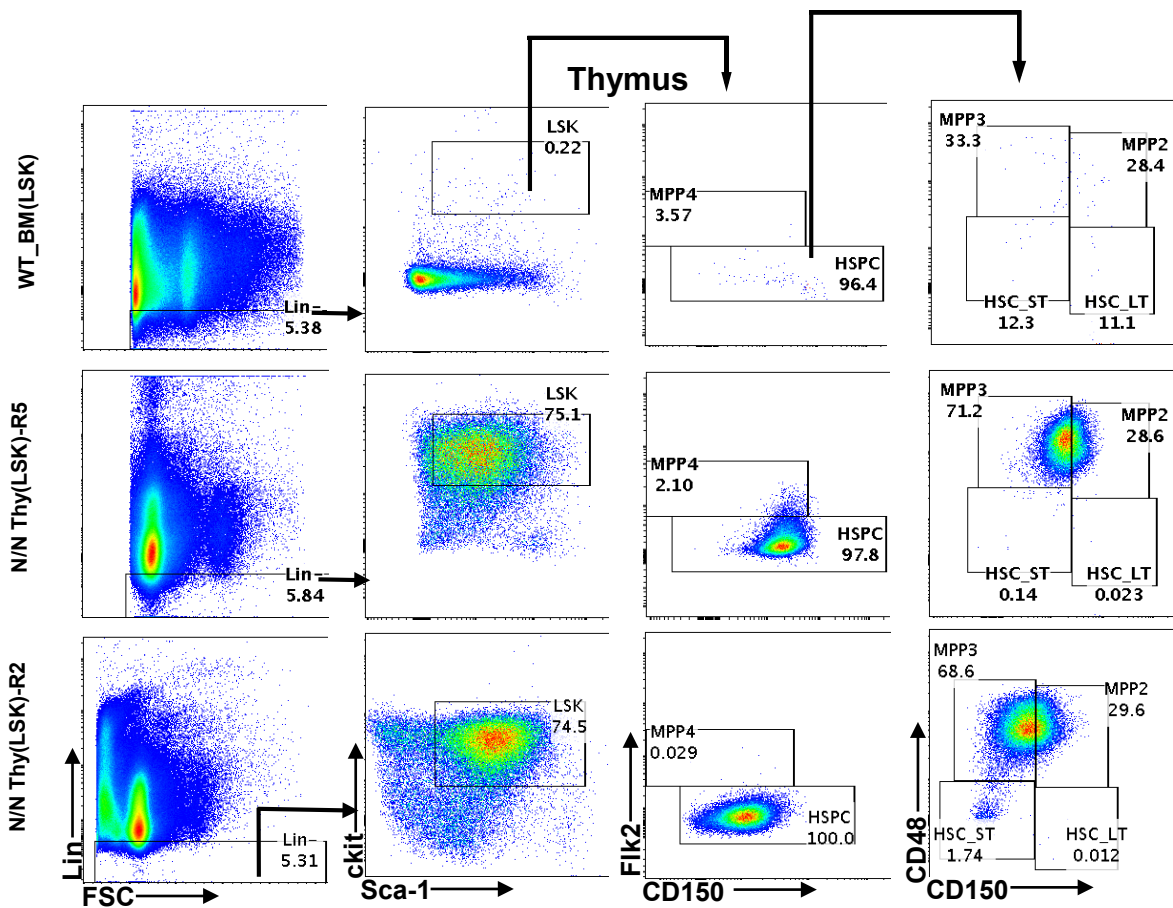 Thymus
WT_BM(LSK)
Lin-
5.38
LSK
0.22
MPP4
3.57
HSPC
96.4
MPP3
33.3
MPP2
28.4
HSC_ST
12.3
HSC_LT
11.1
N/N Thy(LSK)-R5
Lin-
5.84
LSK
75.1
MPP4
2.10
HSPC
97.8
MPP3
71.2
MPP2
28.6
HSC_ST
0.14
HSC_LT
0.023
N/N Thy(LSK)-R2
Lin
FSC
Lin-
5.31
ckit
Sca-1
LSK
74.5
Flk2
CD150
MPP4
0.029
HSPC
100.0
CD48
CD150
MPP3
68.6
MPP2
29.6
HSC_ST
1.74
HSC_LT
0.012